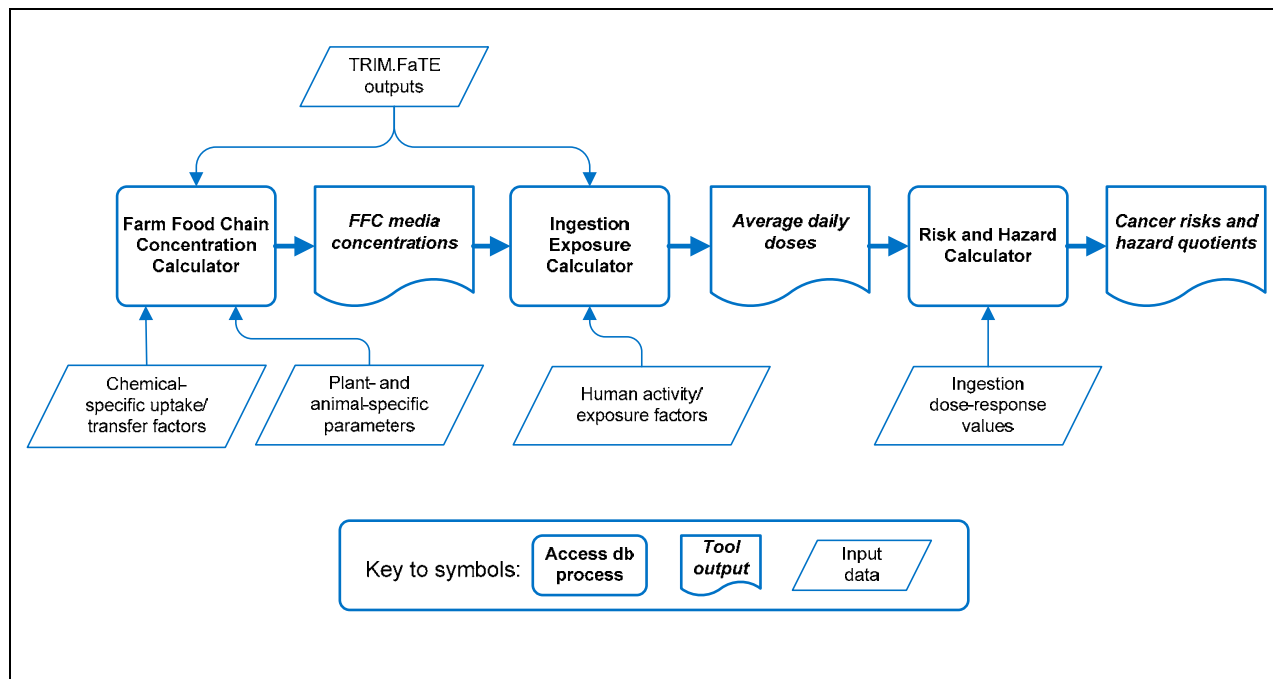 TRIM.FaTE
outputs
Farm Food Chain
Concentration
Calculator
FFC media
concentrations
Ingestion
Exposure
Calculator
Average daily
doses
Risk and Hazard
Calculator
Cancer risks and
hazard quotients
Chemical-
specific uptake/
transfer factors
Plant- and
animal-specific
parameters
Human activity/
exposure factors
Ingestion
dose-response
values
Key to symbols:
Access db
process
Tool
output
Input
data